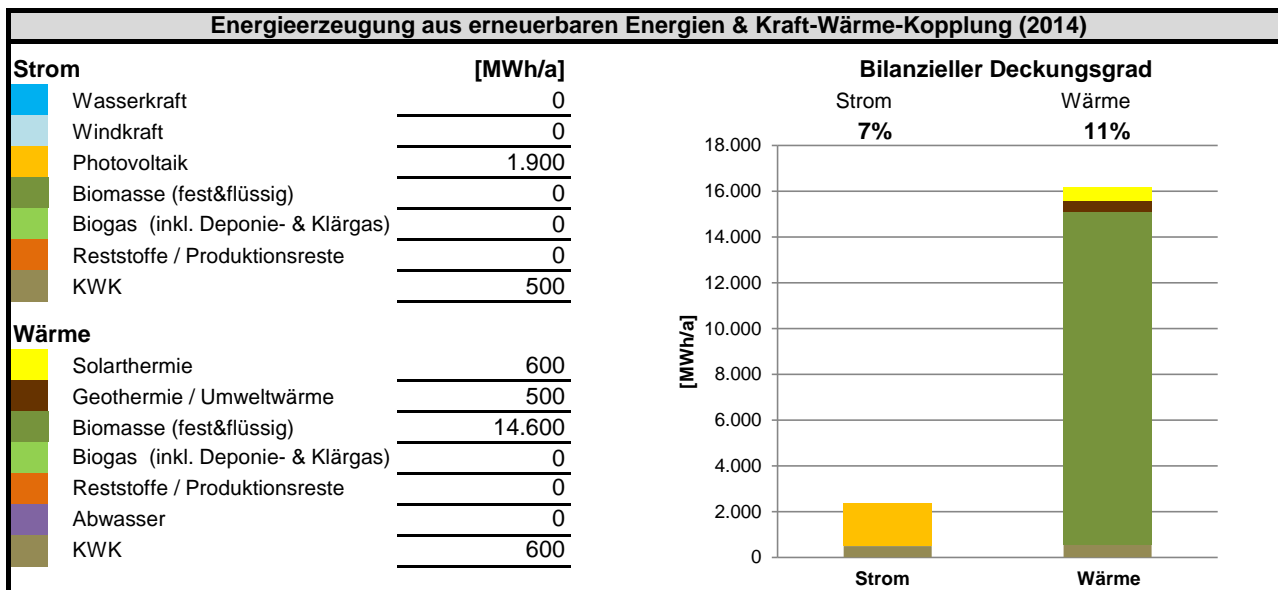 Energieerzeugung aus erneuerbaren Energien & Kraft-Wärme-Kopplung (2014)
Strom [MWh/a]
Wasserkraft 0
Windkraft 0
Photovoltaik 1.900
Biomasse (fest&flüssig) 0
Biogas (inkl. Deponie- & Klärgas) 0
Reststoffe / Produktionsreste 0
KWK 500
Wärme
Solarthermie 600
Geothermie / Umweltwärme 500
Biomasse (fest&flüssig) 14.600
Biogas (inkl. Deponie- & Klärgas) 0
Reststoffe / Produktionsreste 0
Abwasser 0
KWK 600
Bilanzieller Deckungsgrad
Strom Wärme
7% 11%
[MWh/a]
18.000
16.000
14.000
12.000
10.000
8.000
6.000
4.000
2.000
0
Strom Wärme